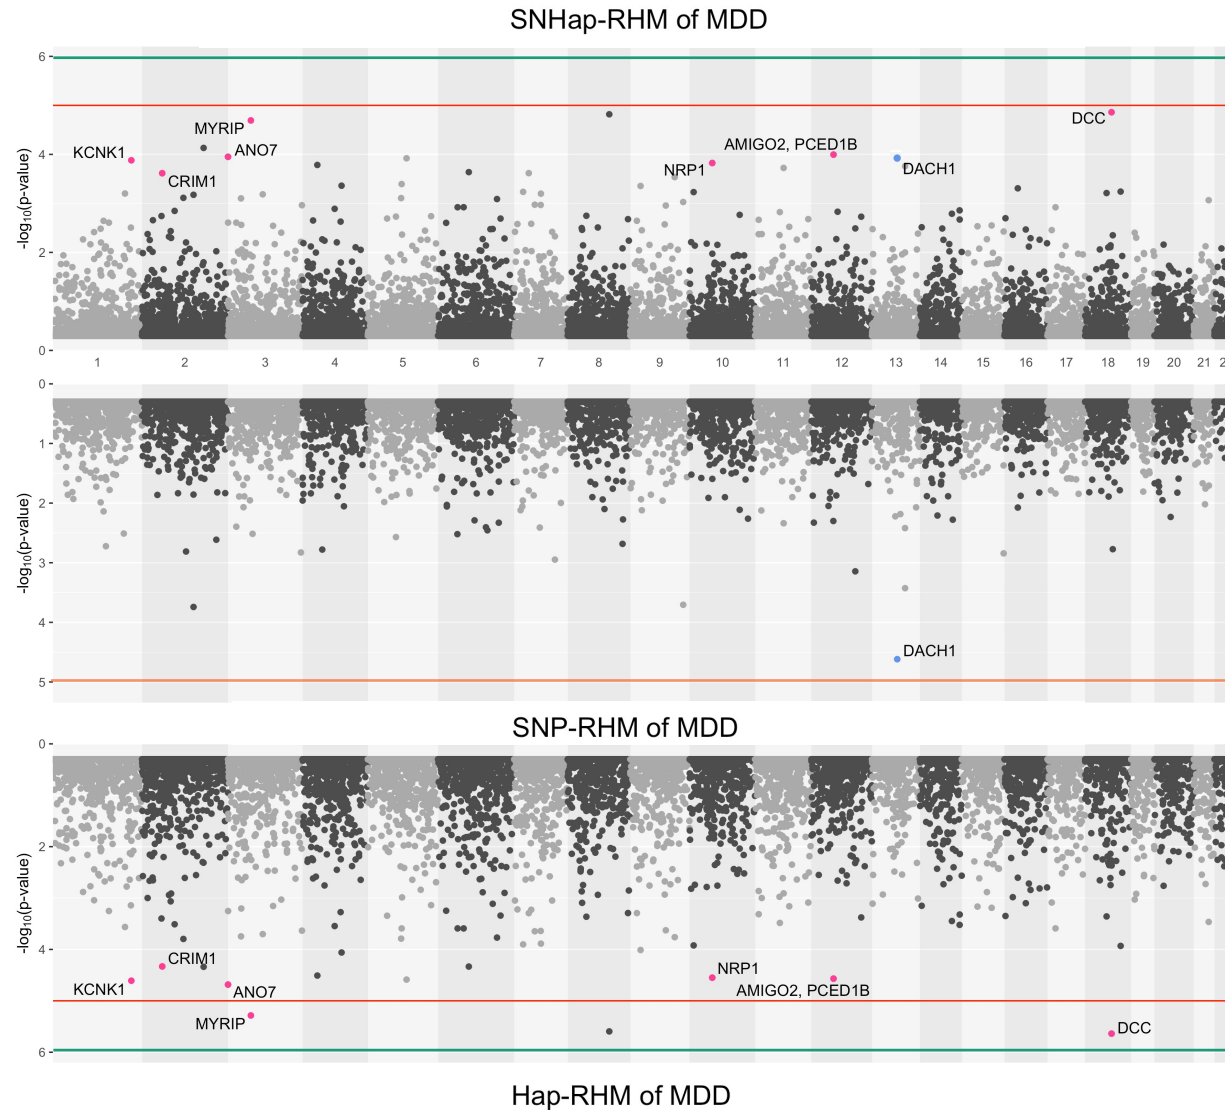 SNHap-RHM of MDD
6
MYRIP
DCC
KCNK1
ANO7
AMIGO2, PCED1B
4
CRIM1
NRP1
DACH1
-log10(p-value)
2
0
1 2 3 4 5 6 7 8 9 10 11 12 13 14 15 16 17 18 19 20 21 2
0
1
2
-log10(p-value)
3
4
DACH1
5
SNP-RHM of MDD
0
2
-log10(p-value)
4
CRIM1
NRP1
KCNK1
ANO7
AMIGO2, PCED1B
MYRIP
DCC
6
Hap-RHM of MDD